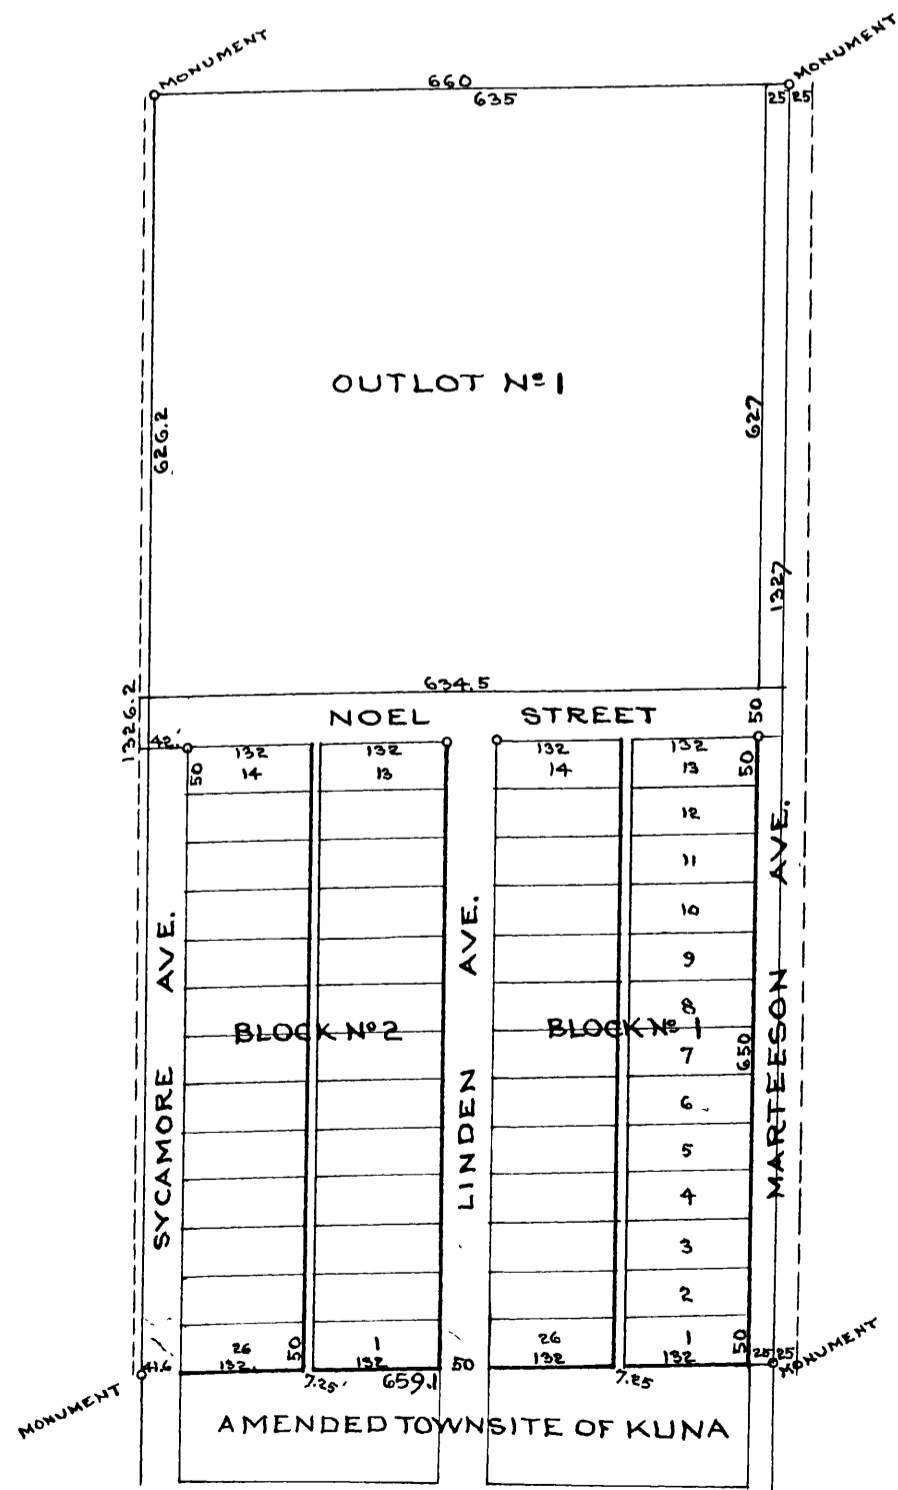 MONUMENT
MONUMENT
660
635
25 25
OUTLOT Nº 1
626.2
627
1327
1326.2
634.5
NOEL STREET
50
42.
132 132 132 132
14 13 14 13
50
50
12
11
10
9
8
7
6
5
4
3
2
SYCAMORE AVE.
BLOCK Nº 2
LINDEN AVE.
BLOCK Nº 1
650
MARTEESON AVE.
26 50 1 26 1 50
41.6 132. 132 50 132 132 25 25
MONUMENT
MONUMENT
7.25' 659.1 7.25
AMENDED TOWNSITE OF KUNA